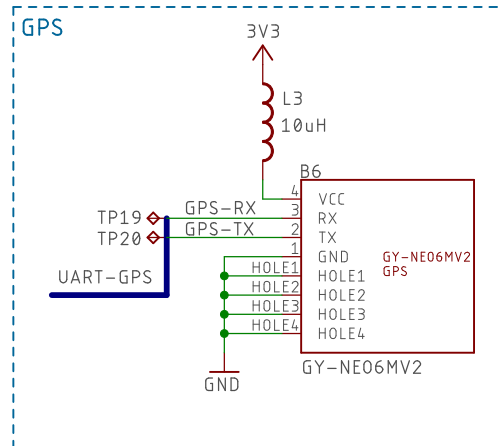 GPS
3V3
L3
10uH
B6
4 VCC
TP19 GPS-RX 3 RX
TP20 GPS-TX 2 TX
1 GND
GY-NEO6MV2
GPS
UART-GPS
HOLE1 HOLE1
HOLE2 HOLE2
HOLE3 HOLE3
HOLE4 HOLE4
GND
GY-NEO6MV2